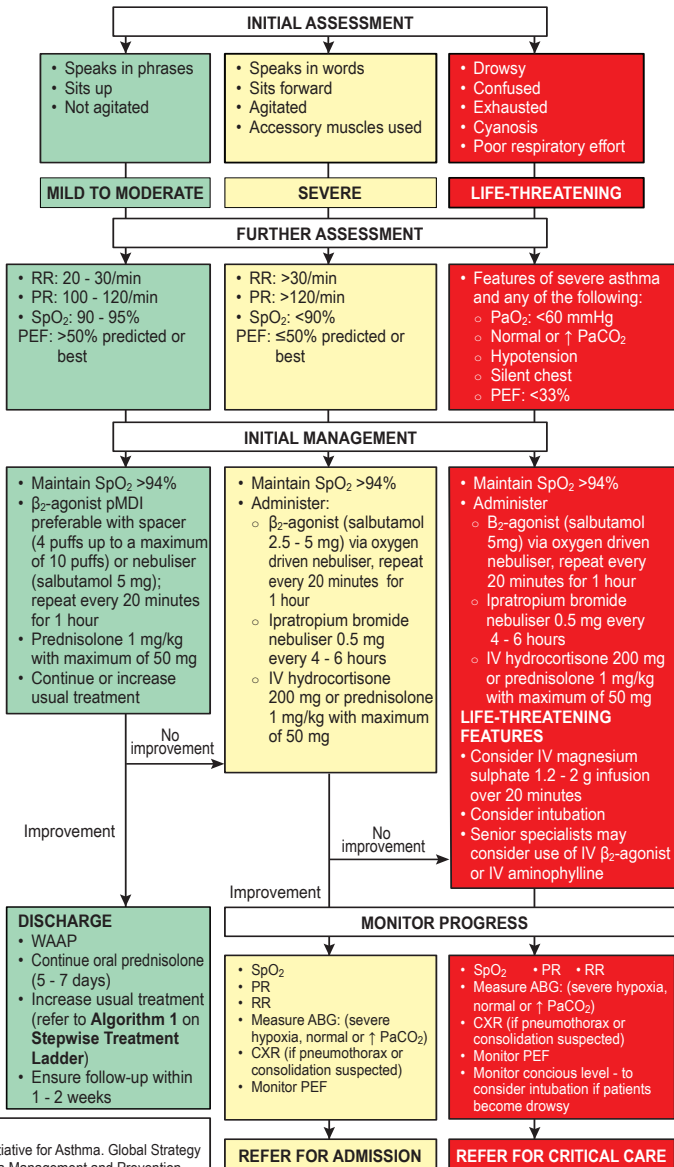 INITIAL ASSESSMENT
• Speaks in phrases
• Sits up
• Not agitated
• Speaks in words
• Sits forward
• Agitated
• Accessory muscles used
• Drowsy
• Confused
• Exhausted
• Cyanosis
• Poor respiratory effort
MILD TO MODERATE
SEVERE
LIFE-THREATENING
FURTHER ASSESSMENT
• RR: 20 - 30/min
• PR: 100 - 120/min
• SpO₂: 90 - 95%
PEF: >50% predicted or
best
• RR: >30/min
• PR: >120/min
• SpO₂: <90%
PEF: ≤50% predicted or
best
• Features of severe asthma
and any of the following:
○ PaO₂: <60 mmHg
○ Normal or ↑ PaCO₂
○ Hypotension
○ Silent chest
○ PEF: <33%
INITIAL MANAGEMENT
• Maintain SpO₂ >94%
• β₂-agonist pMDI
preferable with spacer
(4 puffs up to a maximum
of 10 puffs) or nebuliser
(salbutamol 5 mg);
repeat every 20 minutes
for 1 hour
• Prednisolone 1 mg/kg
with maximum of 50 mg
• Continue or increase
usual treatment
• Maintain SpO₂ >94%
• Administer:
○ β₂-agonist (salbutamol
2.5 - 5 mg) via oxygen
driven nebuliser, repeat
every 20 minutes for
1 hour
○ Ipratropium bromide
nebuliser 0.5 mg
every 4 - 6 hours
○ IV hydrocortisone
200 mg or prednisolone
1 mg/kg with maximum
of 50 mg
• Maintain SpO₂ >94%
• Administer
○ B₂-agonist (salbutamol
5mg) via oxygen driven
nebuliser, repeat every
20 minutes for 1 hour
○ Ipratropium bromide
nebuliser 0.5 mg every
4 - 6 hours
○ IV hydrocortisone 200 mg
or prednisolone 1 mg/kg
with maximum of 50 mg
LIFE-THREATENING
FEATURES
• Consider IV magnesium
sulphate 1.2 - 2 g infusion
over 20 minutes
• Consider intubation
• Senior specialists may
consider use of IV β₂-agonist
or IV aminophylline
No
improvement
Improvement
No
improvement
Improvement
DISCHARGE
• WAAP
• Continue oral prednisolone
(5 - 7 days)
• Increase usual treatment
(refer to Algorithm 1 on
Stepwise Treatment
Ladder)
• Ensure follow-up within
1 - 2 weeks
MONITOR PROGRESS
• SpO₂
• PR
• RR
• Measure ABG: (severe
hypoxia, normal or ↑ PaCO₂)
• CXR (if pneumothorax or
consolidation suspected)
• Monitor PEF
• SpO₂ • PR • RR
• Measure ABG: (severe hypoxia,
normal or ↑ PaCO₂)
• CXR (if pneumothorax or
consolidation suspected)
• Monitor PEF
• Monitor concious level - to
consider intubation if patients
become drowsy
REFER FOR ADMISSION
REFER FOR CRITICAL CARE
itiative for Asthma. Global Strategy
Management and Prevention